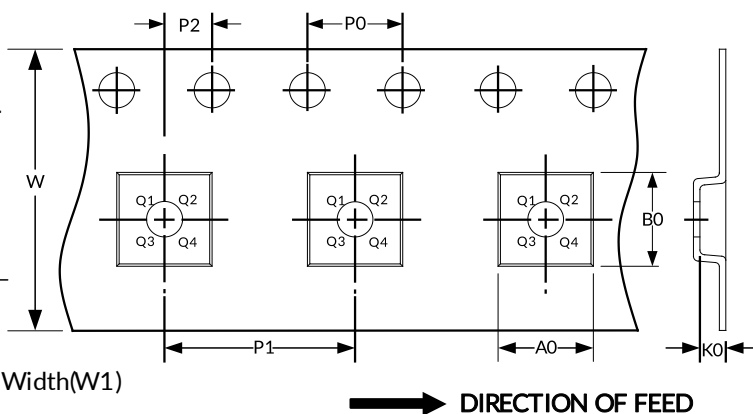 P2
P0
W
Q1 Q2
Q3 Q4
Q1 Q2
Q3 Q4
Q1 Q2
Q3 Q4
B0
P1
A0
K0
Width(W1)
DIRECTION OF FEED